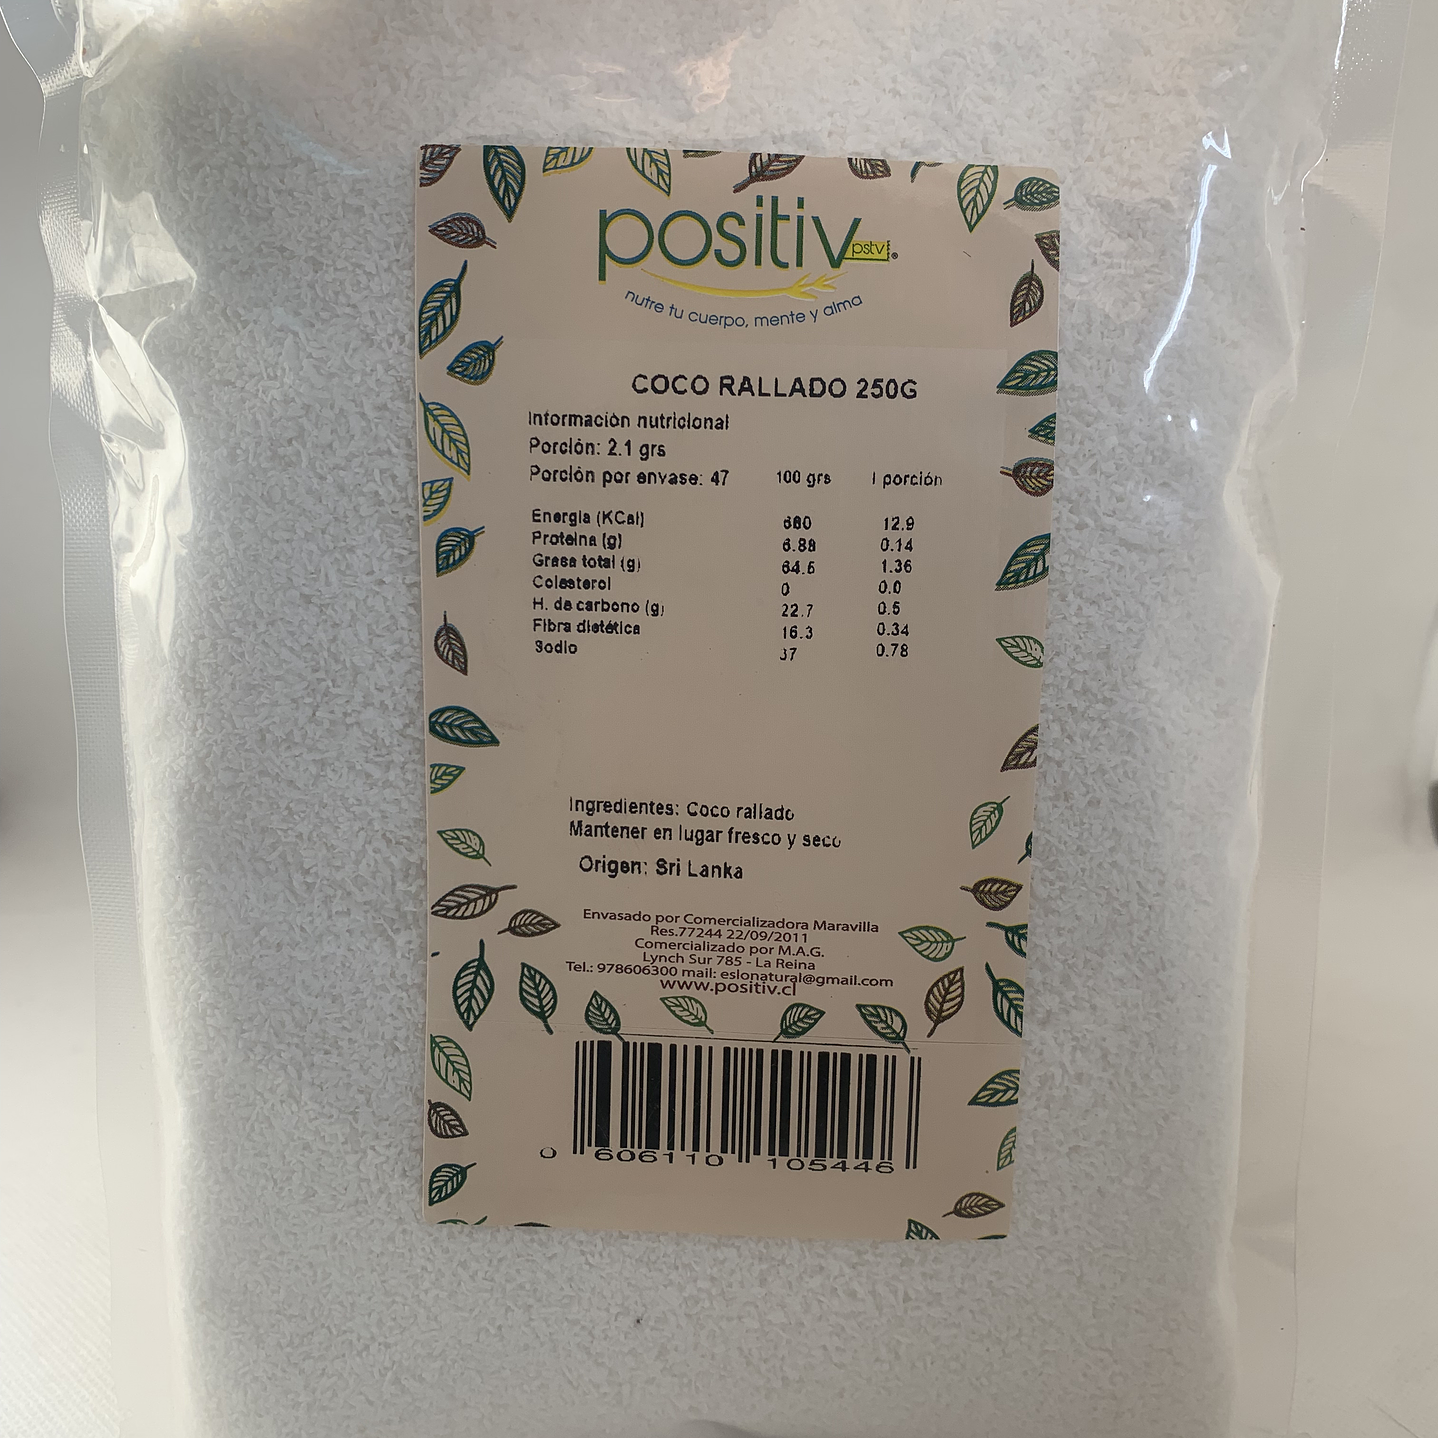 positiv
pstv
nutre tu cuerpo, mente y alma
COCO RALLADO 250G
Información nutricional
Porción: 2.1 grs
Porción por envase: 47 100 grs 1 porción
Energia (KCal) 660 12.9
Proteina (g) 6.88 0.14
Grasa total (g) 64.5 1.36
Colesterol 0 0.0
H. de carbono (g) 22.7 0.5
Fibra dietética 16.3 0.34
Sodio 37 0.78
Ingredientes: Coco rallado
Mantener en lugar fresco y seco
Origen: Sri Lanka
Envasado por Comercializadora Maravilla
Res.77244 22/09/2011
Comercializado por M.A.G.
Lynch Sur 785 - La Reina
Tel.: 978606300 mail: eslonatural@gmail.com
www.positiv.cl
0 606110 105446